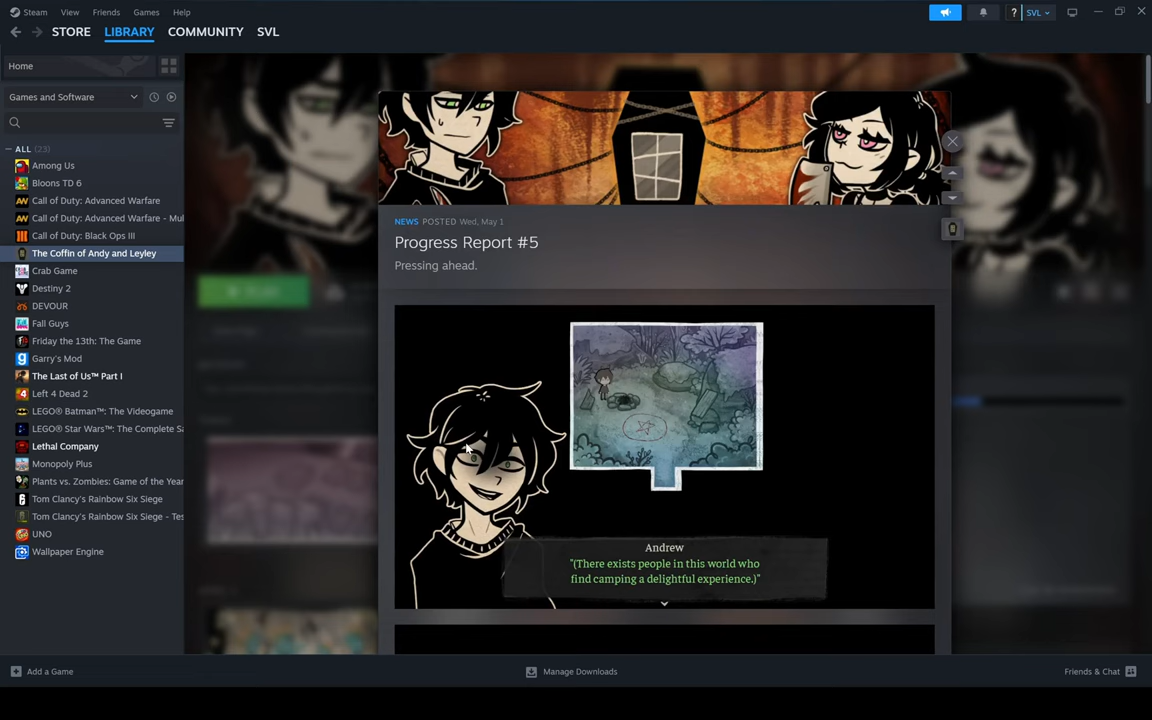 Steam View Friends Games Help
? SVL
STORE LIBRARY COMMUNITY SVL
Home
Games and Software
ALL (23)
Among Us
Bloons TD 6
Call of Duty: Advanced Warfare
Call of Duty: Advanced Warfare - Mul
Call of Duty: Black Ops III
The Coffin of Andy and Leyley
Crab Game
Destiny 2
DEVOUR
Fall Guys
Friday the 13th: The Game
Garry's Mod
The Last of Us™ Part I
Left 4 Dead 2
LEGO® Batman™: The Videogame
LEGO® Star Wars™: The Complete Sa
Lethal Company
Monopoly Plus
Plants vs. Zombies: Game of the Year
Tom Clancy's Rainbow Six Siege
Tom Clancy's Rainbow Six Siege - Tes
UNO
Wallpaper Engine
NEWS POSTED Wed, May 1
Progress Report #5
Pressing ahead.
Andrew
"(There exists people in this world who
find camping a delightful experience.)"
Add a Game
Manage Downloads
Friends & Chat